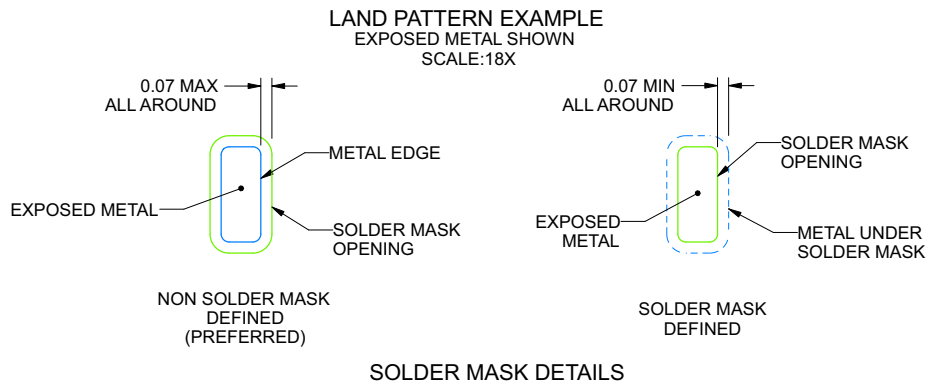 LAND PATTERN EXAMPLE
EXPOSED METAL SHOWN
SCALE:18X
0.07 MAX
ALL AROUND
METAL EDGE
EXPOSED METAL
SOLDER MASK
OPENING
NON SOLDER MASK
DEFINED
(PREFERRED)
0.07 MIN
ALL AROUND
SOLDER MASK
OPENING
EXPOSED
METAL
METAL UNDER
SOLDER MASK
SOLDER MASK
DEFINED
SOLDER MASK DETAILS